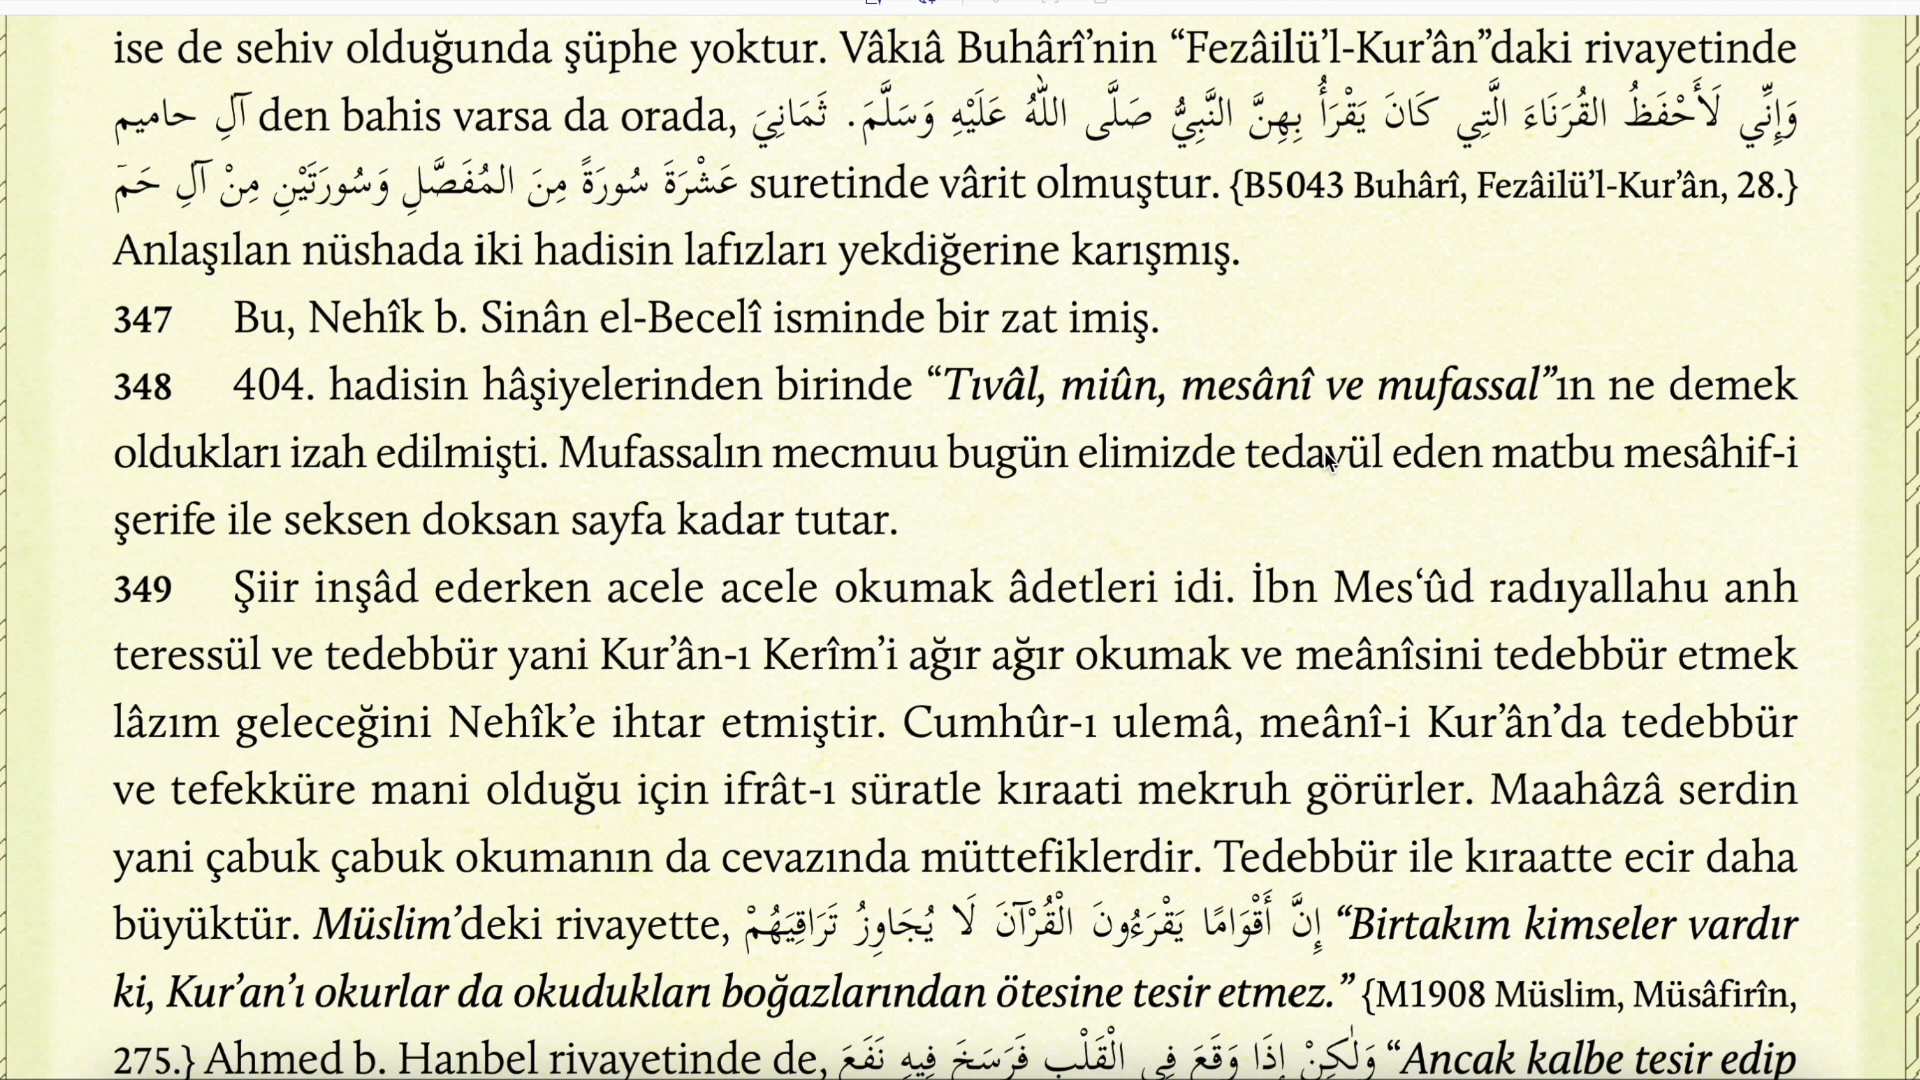 ise de sehiv olduğunda şüphe yoktur. Vâkıâ Buhârî’nin “Fezâilü’l-Kur’ân”daki rivayetinde
آلِ حاميم den bahis varsa da orada, وَإِنِّي لَأَحْفَظُ القُرَنَاءَ الَّتِي كَانَ يَقْرَأُ بِهِنَّ النَّبِيُّ صَلَّى اللهُ عَلَيْهِ وَسَلَّمَ. ثَمَانِيَ
عَشْرَةَ سُورَةً مِنَ المُفَصَّلِ وَسُورَتَيْنِ مِنْ آلِ حَمَ suretinde vârit olmuştur. {B5043 Buhârî, Fezâilü’l-Kur’ân, 28.}
Anlaşılan nüshada iki hadisin lafızları yekdiğerine karışmış.
347 Bu, Nehîk b. Sinân el-Becelî isminde bir zat imiş.
348 404. hadisin hâşiyelerinden birinde “Tıvâl, miûn, mesânî ve mufassal”ın ne demek
oldukları izah edilmişti. Mufassalın mecmuu bugün elimizde tedavül eden matbu mesâhif-i
şerife ile seksen doksan sayfa kadar tutar.
349 Şiir inşâd ederken acele acele okumak âdetleri idi. İbn Mes‘ûd radıyallahu anh
teressül ve tedebbür yani Kur’ân-ı Kerîm’i ağır ağır okumak ve meânîsini tedebbür etmek
lâzım geleceğini Nehîk’e ihtar etmiştir. Cumhûr-ı ulemâ, meânî-i Kur’ân’da tedebbür
ve tefekküre mani olduğu için ifrât-ı süratle kıraati mekruh görürler. Maahâzâ serdin
yani çabuk çabuk okumanın da cevazında müttefiklerdir. Tedebbür ile kıraatte ecir daha
büyüktür. Müslim’deki rivayette, إِنَّ أَقْوَامًا يَقْرَءُونَ الْقُرْآنَ لَا يُجَاوِزُ تَرَاقِيَهُمْ “Birtakım kimseler vardır
ki, Kur’an’ı okurlar da okudukları boğazlarından ötesine tesir etmez.” {M1908 Müslim, Müsâfirîn,
275.} Ahmed b. Hanbel rivayetinde de, وَلٰكِنْ إِذَا وَقَعَ فِي الْقَلْبِ فَرَسَخَ فِيهِ نَفَعَ “Ancak kalbe tesir edip